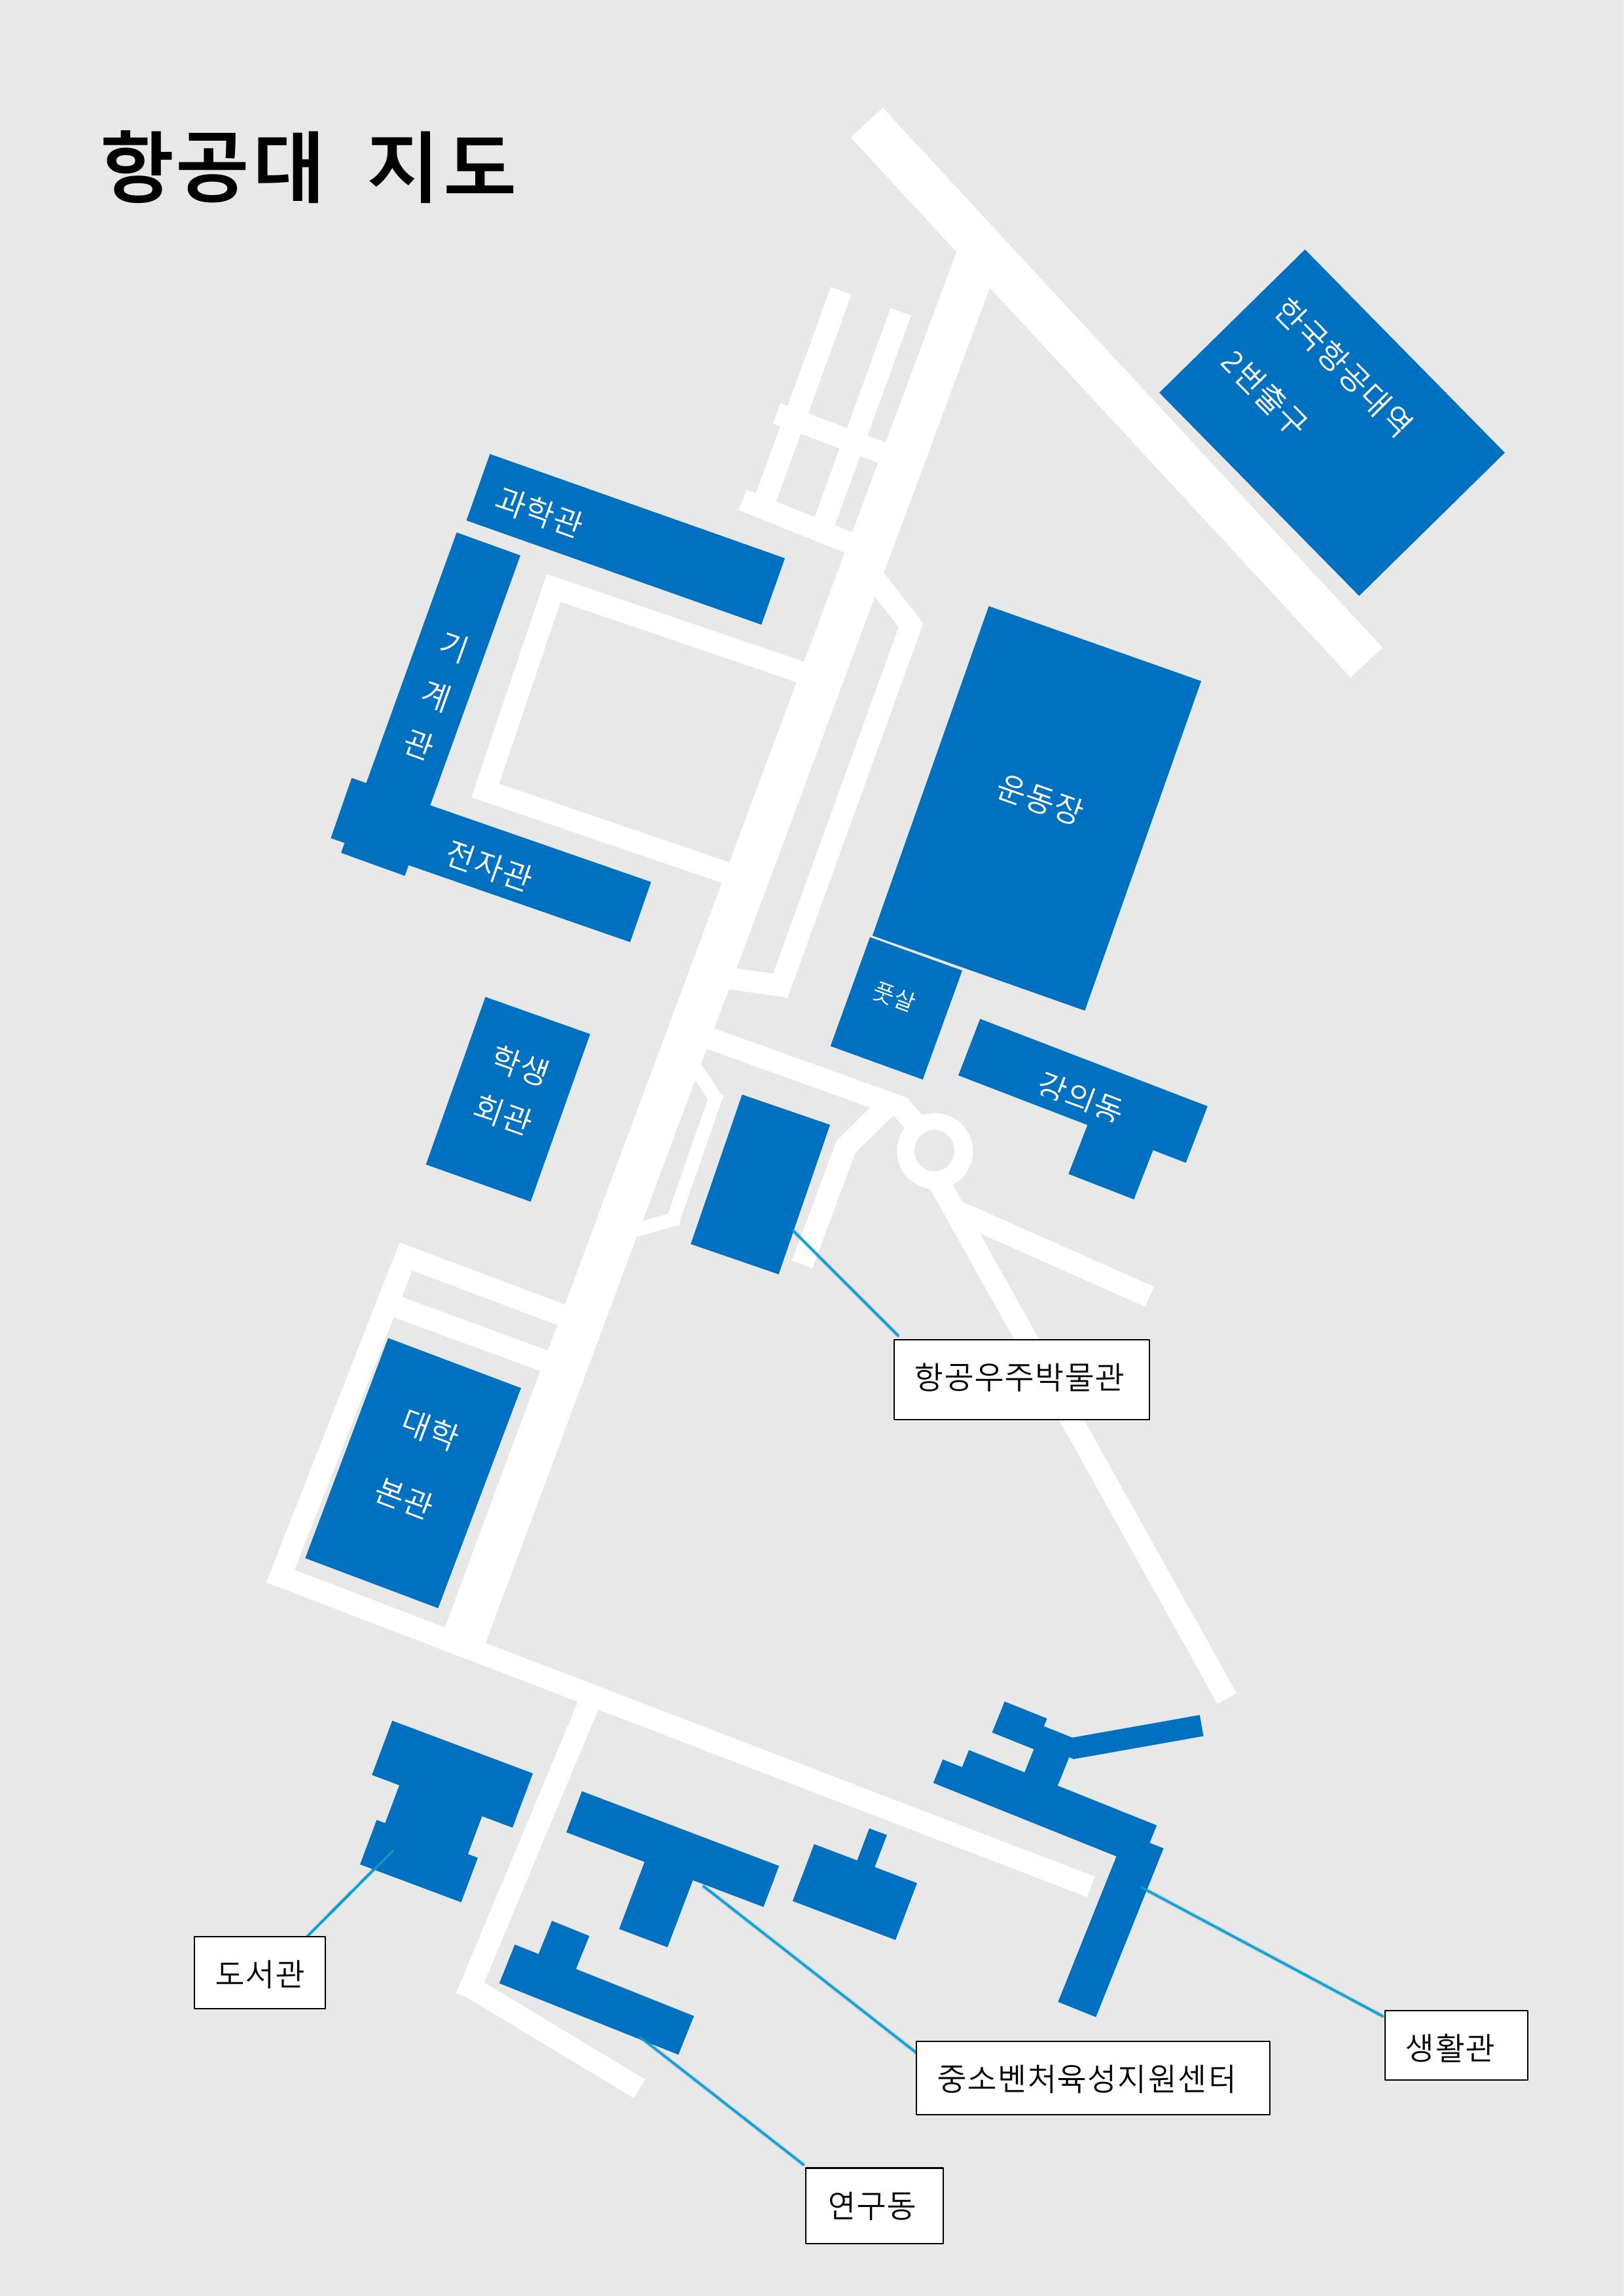 항공대 지도
한국항공대역
2번출구
과학관
기
계
관
전자관
운동장
풋살
강의동
학생
회관
항공우주박물관
대학
본관
도서관
생활관
중소벤처육성지원센터
연구동